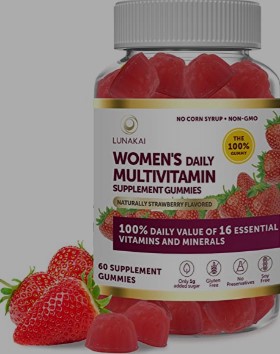 NO CORN SYRUP • NON-GMO
LUNAKAI
THE
100%
GUMMY
WOMEN'S DAILY
MULTIVITAMIN
SUPPLEMENT GUMMIES
NATURALLY STRAWBERRY FLAVORED
100% DAILY VALUE OF 16 ESSENTIAL
VITAMINS AND MINERALS
60 SUPPLEMENT
GUMMIES
Only
added sugar
Gluten
Free
No
Preservatives
Free